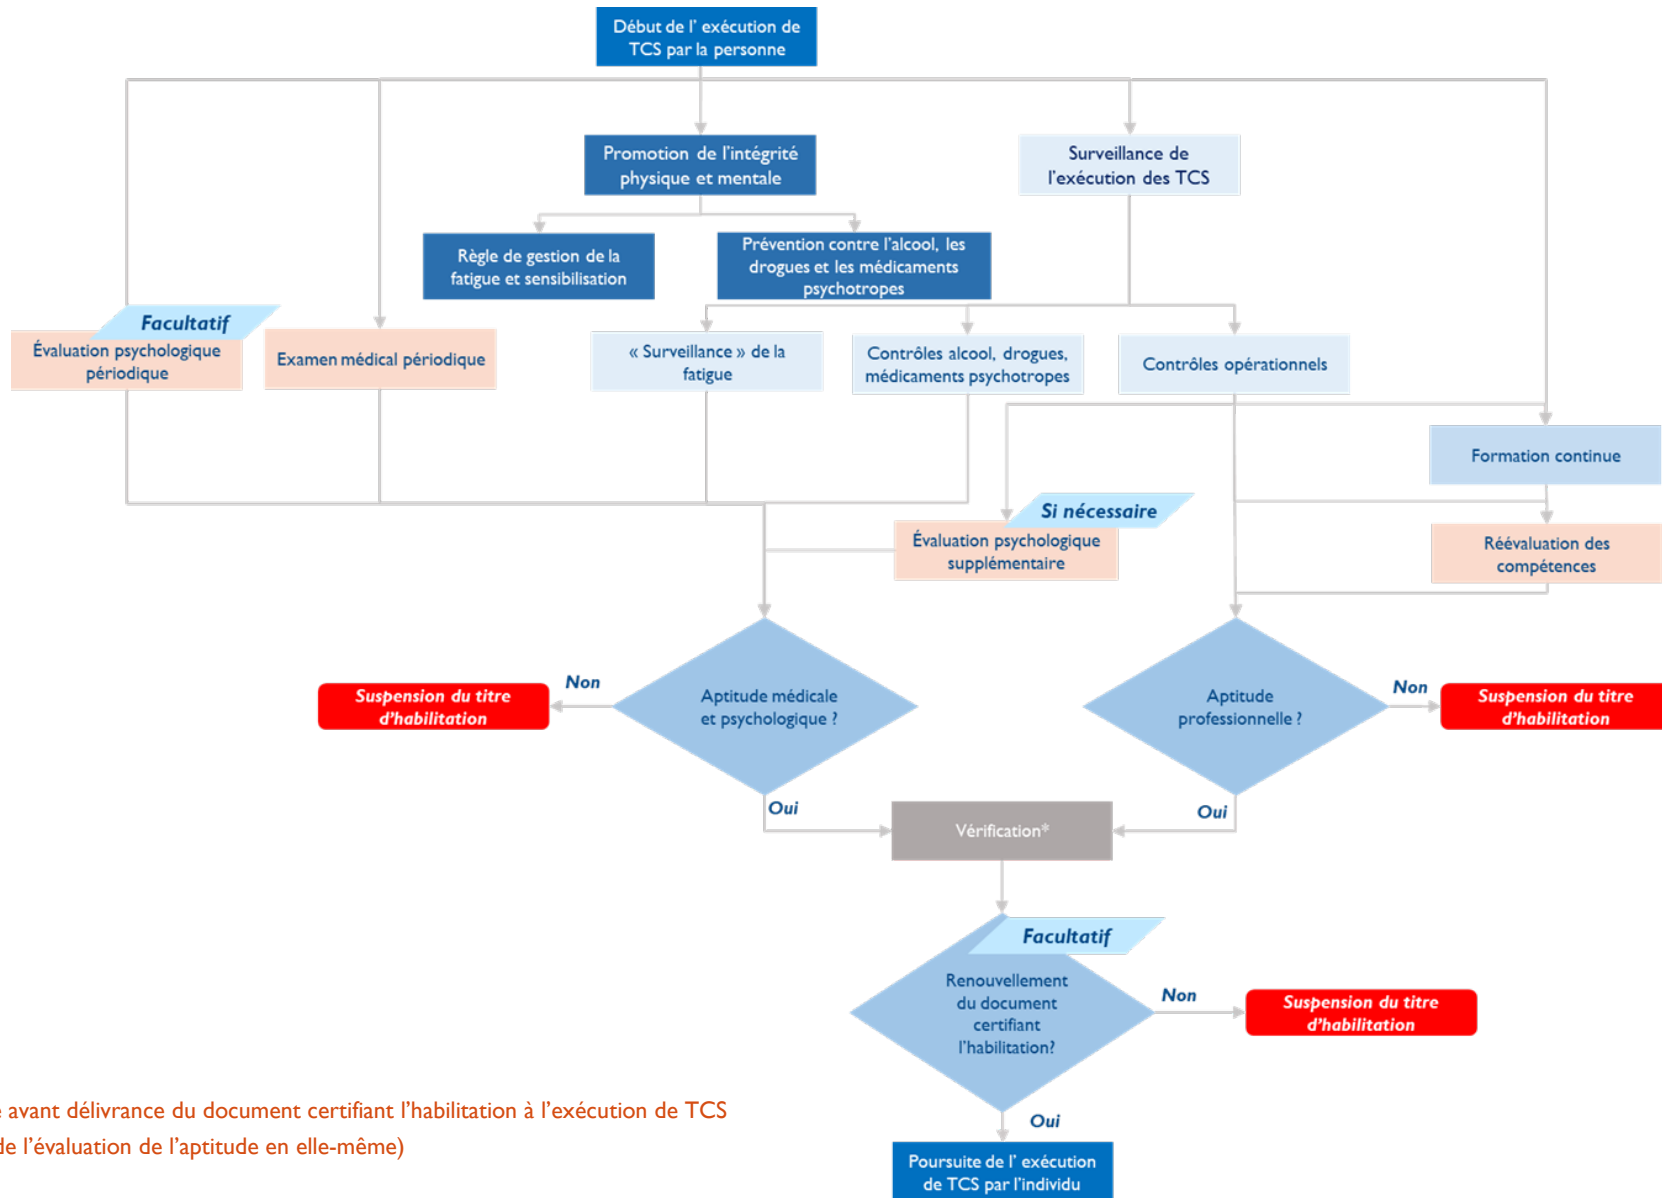 Début de l' exécution de
TCS par la personne
Promotion de l'intégrité
physique et mentale
Surveillance de
l'exécution des TCS
Règle de gestion de la
fatigue et sensibilisation
Prévention contre l'alcool, les
drogues et les médicaments
psychotropes
Facultatif
Évaluation psychologique
périodique
Examen médical périodique
« Surveillance » de la
fatigue
Contrôles alcool, drogues,
médicaments psychotropes
Contrôles opérationnels
Formation continue
Si nécessaire
Évaluation psychologique
supplémentaire
Réévaluation des
compétences
Suspension du titre
d'habilitation
Non
Aptitude médicale
et psychologique ?
Aptitude
professionnelle ?
Non
Suspension du titre
d'habilitation
Oui
Vérification*
Oui
Facultatif
Renouvellement
du document
certifiant
l'habilitation?
Non
Suspension du titre
d'habilitation
avant délivrance du document certifiant l'habilitation à l'exécution de TCS
de l'évaluation de l'aptitude en elle-même)
Oui
Poursuite de l' exécution
de TCS par l'individu